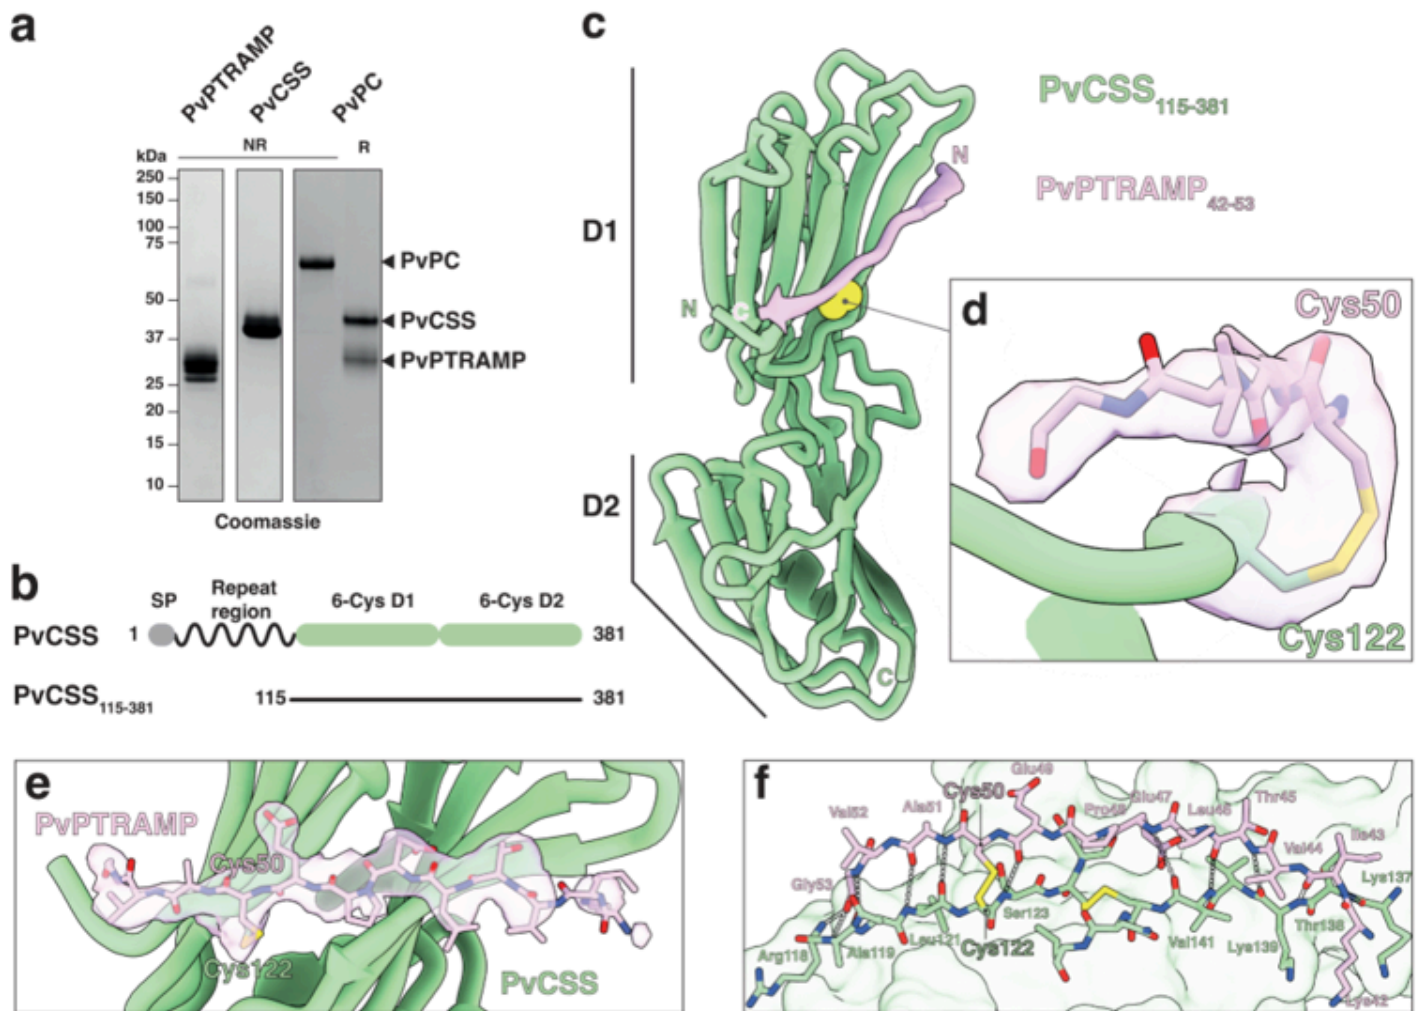 a
PvPTRAMP
PvCSS
PvPC
NR
R
kDa
250
150
100
75
50
37
25
20
15
10
PvPC
PvCSS
PvPTRAMP
Coomassie
b
SP
Repeat
region
6-Cys D1
6-Cys D2
PvCSS
1
381
PvCSS115-381
115
381
c
D1
D2
N
N
C
C
PvCSS115-381
PvPTRAMP42-53
d
Cys50
Cys122
e
PvPTRAMP
Cys50
Cys122
PvCSS
f
Glu49
Cys50
Ala51
Val52
Gly53
Pro48
Glu47
Leu46
Thr45
Val44
Ile43
Lys42
Arg118
Ala119
Leu121
Cys122
Ser123
Val141
Lys139
Thr138
Lys137